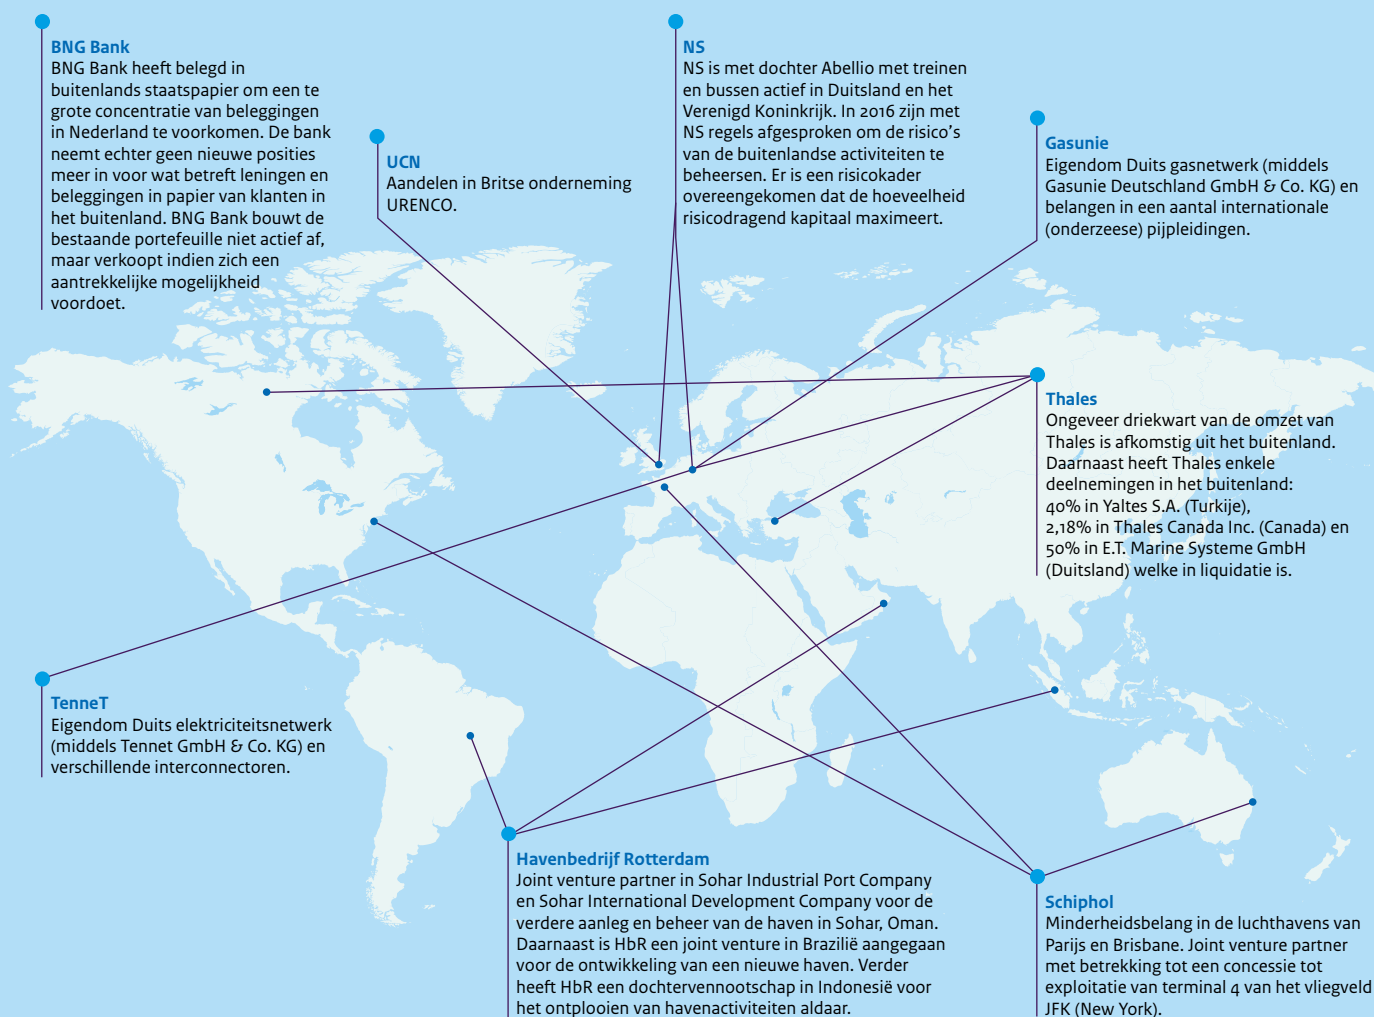 BNG Bank
BNG Bank heeft belegd in
buitenlands staatspapier om een te
grote concentratie van beleggingen
in Nederland te voorkomen. De bank
neemt echter geen nieuwe posities
meer in voor wat betreft leningen en
beleggingen in papier van klanten in
het buitenland. BNG Bank bouwt de
bestaande portefeuille niet actief af,
maar verkoopt indien zich een
aantrekkelijke mogelijkheid
voordoet.
UCN
Aandelen in Britse onderneming
URENCO.
NS
NS is met dochter Abellio met treinen
en bussen actief in Duitsland en het
Verenigd Koninkrijk. In 2016 zijn met
NS regels afgesproken om de risico's
van de buitenlandse activiteiten te
beheersen. Er is een risicokader
overeengekomen dat de hoeveelheid
risicodragend kapitaal maximeert.
Gasunie
Eigendom Duits gasnetwerk (middels
Gasunie Deutschland GmbH & Co. KG) en
belangen in een aantal internationale
(onderzeese) pijpleidingen.
Thales
Ongeveer driekwart van de omzet van
Thales is afkomstig uit het buitenland.
Daarnaast heeft Thales enkele
deelnemingen in het buitenland:
40% in Yaltes S.A. (Turkije),
2,18% in Thales Canada Inc. (Canada) en
50% in E.T. Marine Systeme GmbH
(Duitsland) welke in liquidatie is.
TenneT
Eigendom Duits elektriciteitsnetwerk
(middels Tennet GmbH & Co. KG) en
verschillende interconnectoren.
Havenbedrijf Rotterdam
Joint venture partner in Sohar Industrial Port Company
en Sohar International Development Company voor de
verdere aanleg en beheer van de haven in Sohar, Oman.
Daarnaast is HbR een joint venture in Brazilië aangegaan
voor de ontwikkeling van een nieuwe haven. Verder
heeft HbR een dochtervennootschap in Indonesië voor
het ontplooien van havenactiviteiten aldaar.
Schiphol
Minderheidsbelang in de luchthavens van
Parijs en Brisbane. Joint venture partner
met betrekking tot een concessie tot
exploitatie van terminal 4 van het vliegveld
JFK (New York).